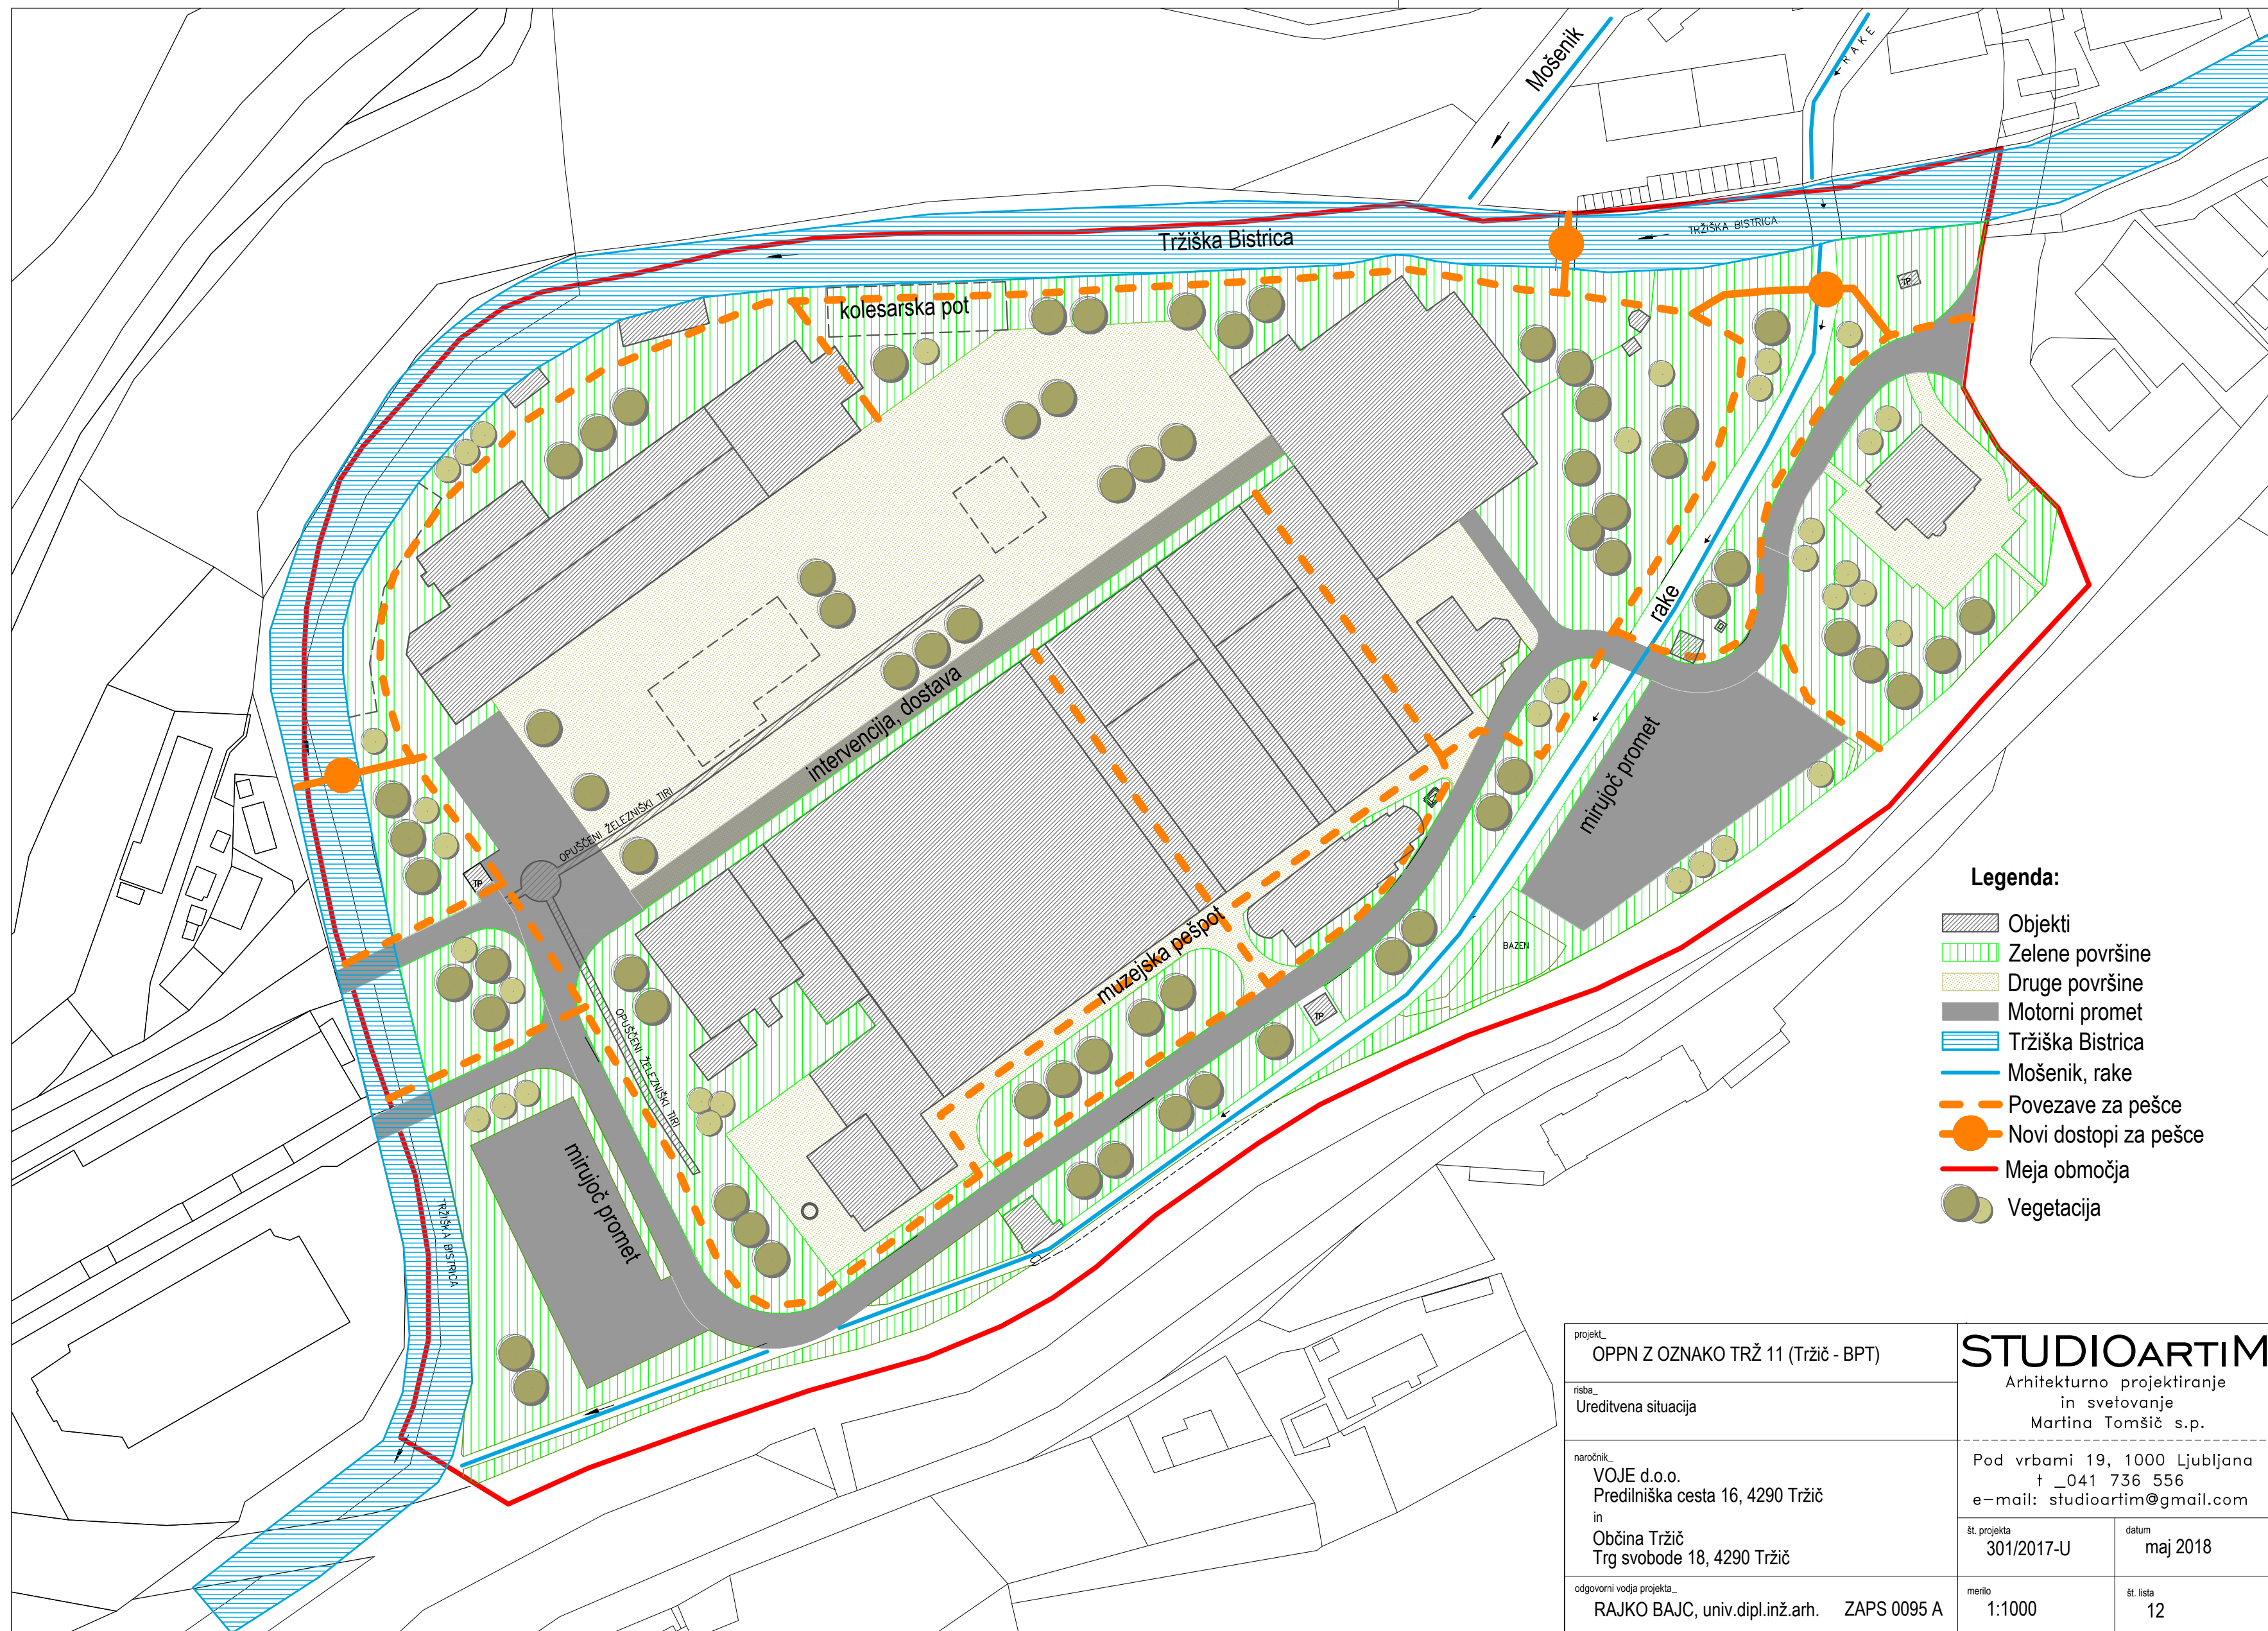 Mošenik
RAKE
TRŽIŠKA BISTRICA
Tržiška Bistrica
TP
kolesarska pot
rake
intervencija, dostava
mirujoč promet
OPUŠČENI ŽELEZNIŠKI TIRI
TP
muzejska pešpot
BAZEN
TP
OPUŠČENI ŽELEZNIŠKI TIRI
mirujoč promet
TRŽIŠKA BISTRICA
Legenda:
Objekti
Zelene površine
Druge površine
Motorni promet
Tržiška Bistrica
Mošenik, rake
Povezave za pešce
Novi dostopi za pešce
Meja območja
Vegetacija
projekt_
OPPN Z OZNAKO TRŽ 11 (Tržič - BPT)
risba_
Ureditvena situacija
naročnik_
VOJE d.o.o.
Predilniška cesta 16, 4290 Tržič
in
Občina Tržič
Trg svobode 18, 4290 Tržič
odgovorni vodja projekta_
RAJKO BAJC, univ.dipl.inž.arh. ZAPS 0095 A
STUDIOARTIM
Arhitekturno projektiranje
in svetovanje
Martina Tomšič s.p.
Pod vrbami 19, 1000 Ljubljana
t _041 736 556
e-mail: studioartim@gmail.com
št. projekta
301/2017-U
datum
maj 2018
merilo
1:1000
št. lista
12